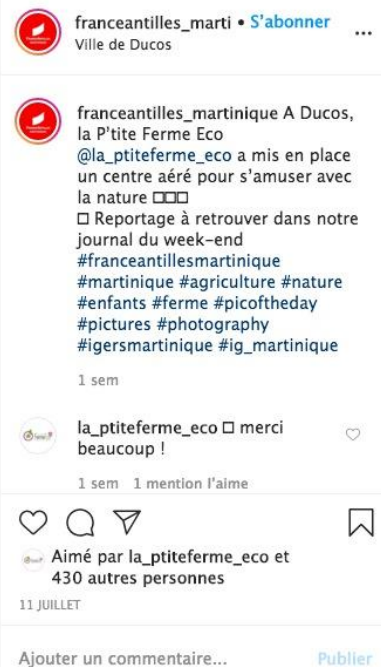 franceantilles_marti • S'abonner
Ville de Ducos
franceantilles_martinique A Ducos,
la P'tite Ferme Eco
@la_ptiteferme_eco a mis en place
un centre aéré pour s'amuser avec
la nature □□□
□ Reportage à retrouver dans notre
journal du week-end
#franceantillesmartinique
#martinique #agriculture #nature
#enfants #ferme #picoftheday
#pictures #photography
#igersmartinique #ig_martinique
1 sem
la_ptiteferme_eco □ merci
beaucoup !
1 sem 1 mention J'aime
Aimé par la_ptiteferme_eco et
430 autres personnes
11 JUILLET
Ajouter un commentaire... Publier